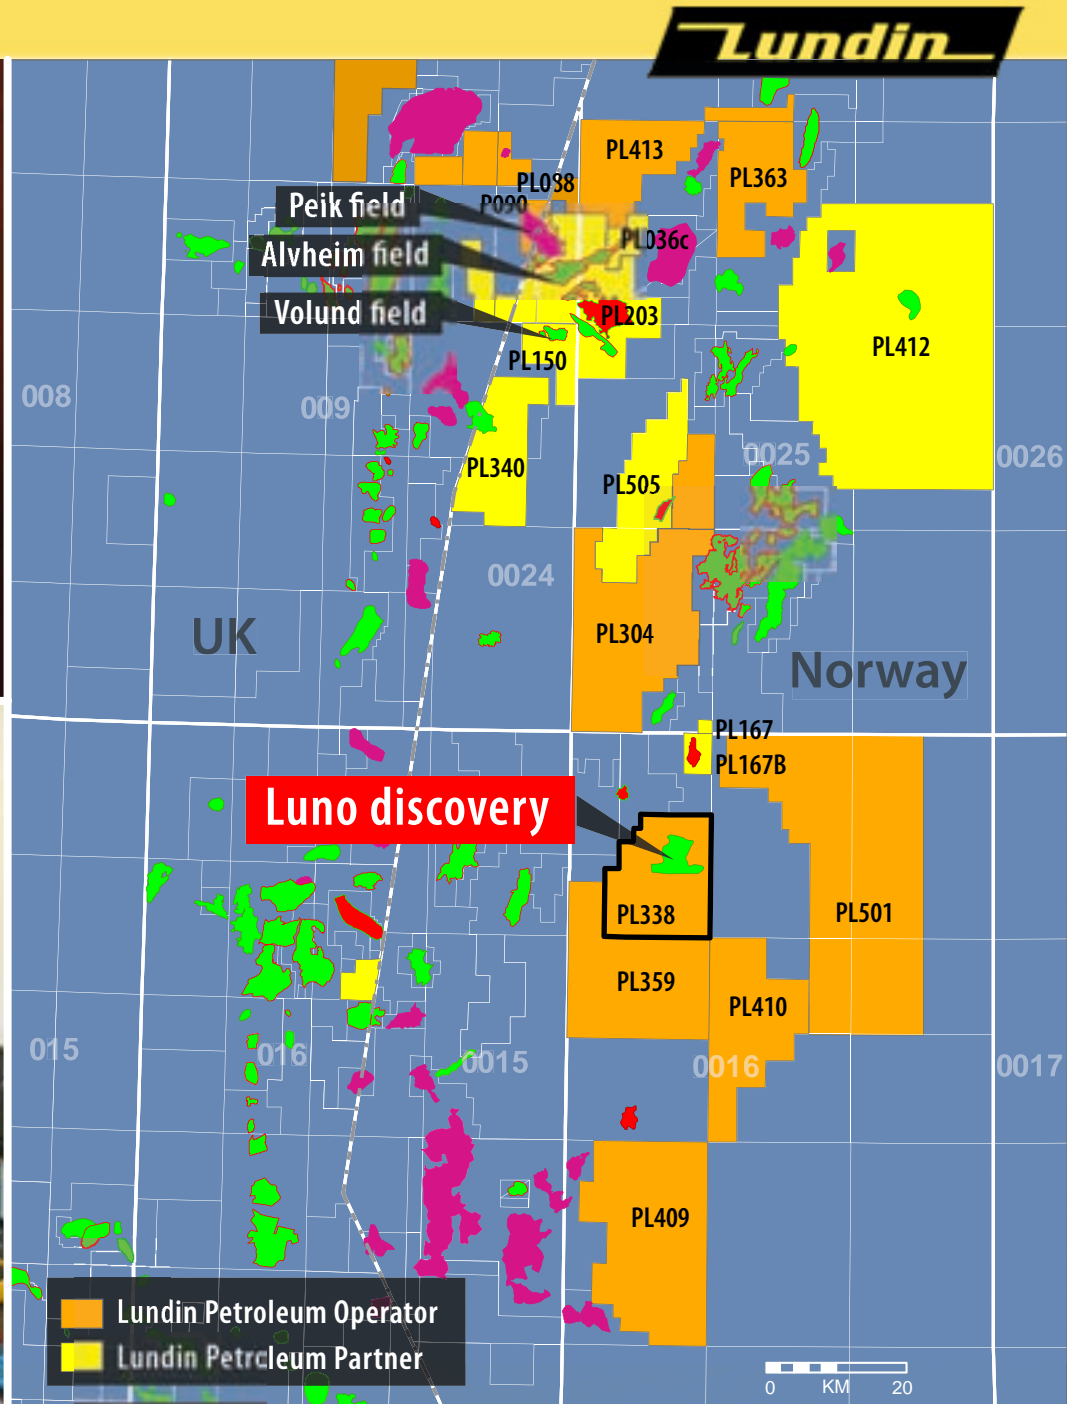 Lundin
PL413
PL363
PL088
P090
Peik field
PL036c
Alvheim field
Volund field
PL203
PL150
PL412
008
009
0025
0026
PL340
PL505
0024
UK
PL304
Norway
PL167
PL167B
Luno discovery
PL338
PL501
PL359
PL410
015
016
0015
0016
0017
PL409
Lundin Petroleum Operator
Lundin Petroleum Partner
0 KM 20